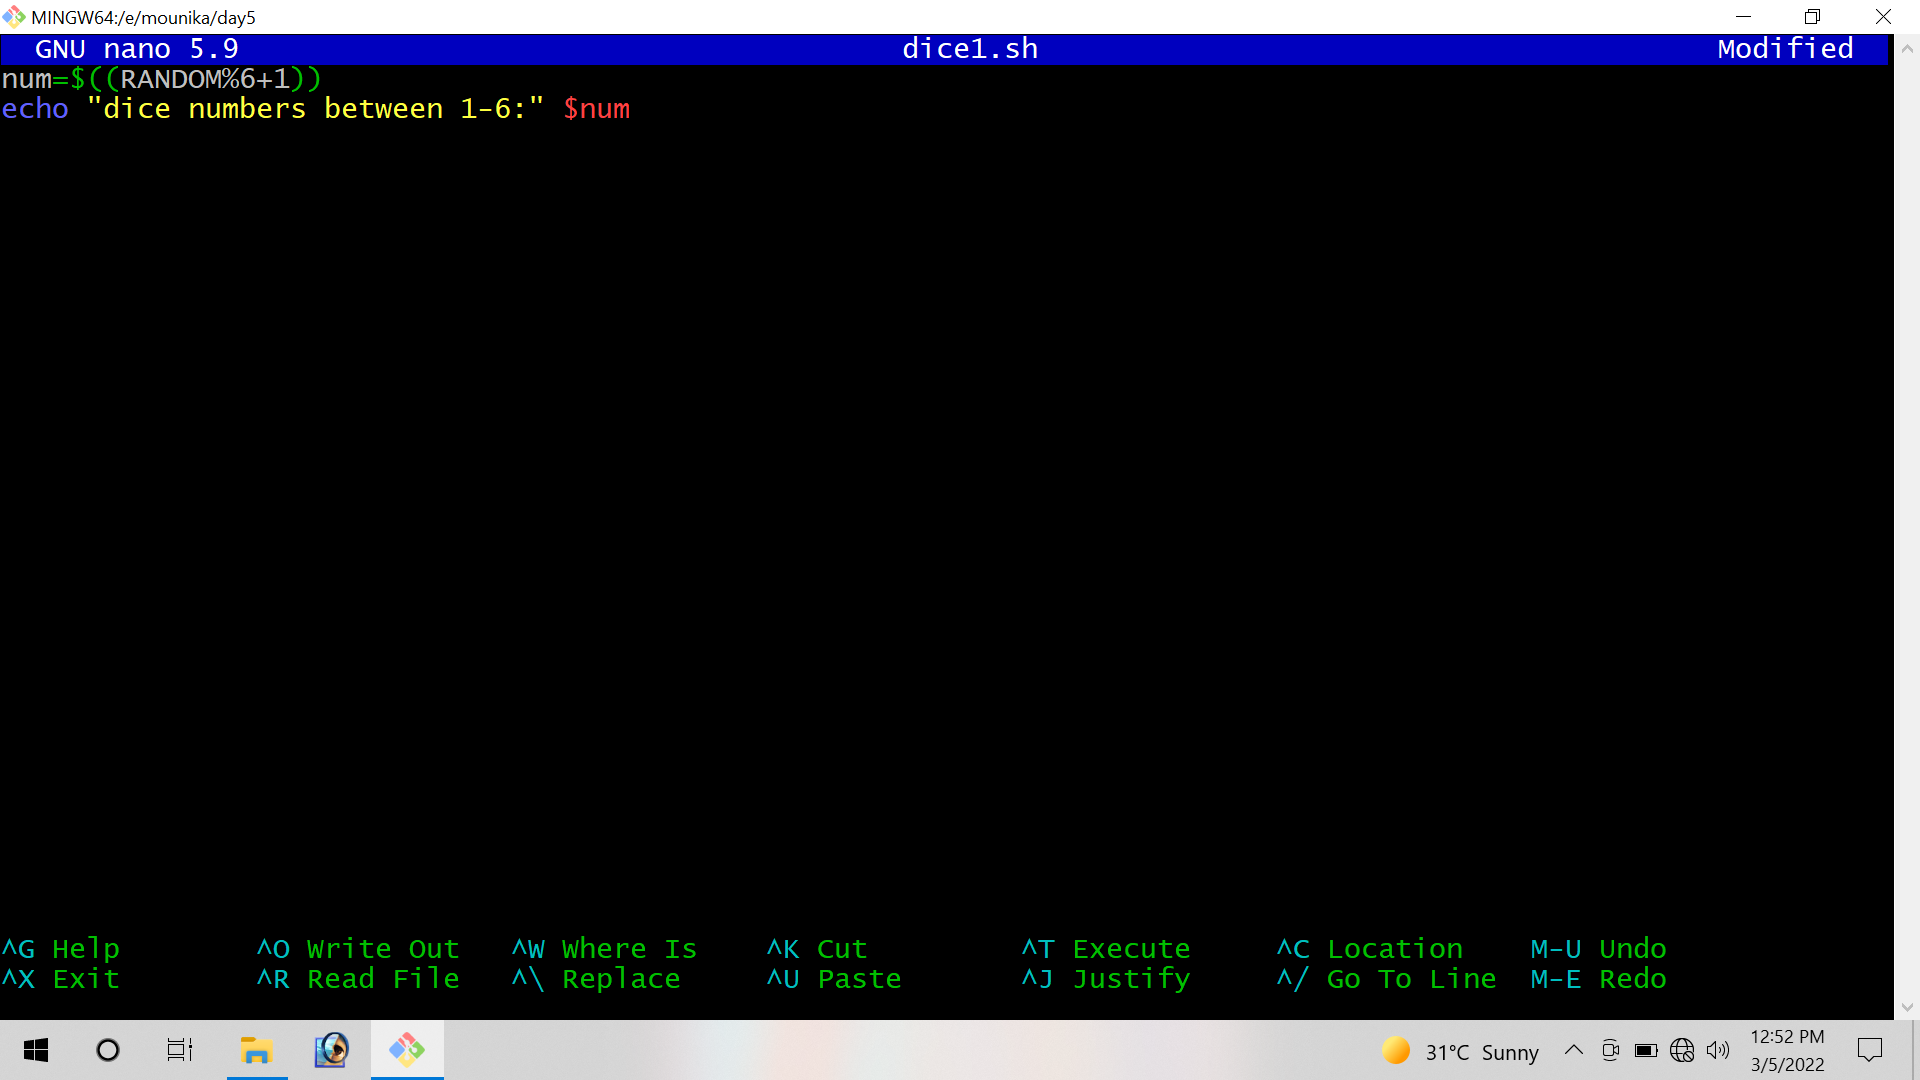 MINGW64:/e/mounika/day5
GNU nano 5.9 dice1.sh Modified
num=$((RANDOM%6+1))
echo "dice numbers between 1-6:" $num
^G Help ^O Write Out ^W Where Is ^K Cut ^T Execute ^C Location M-U Undo
^X Exit ^R Read File ^\ Replace ^U Paste ^J Justify ^/ Go To Line M-E Redo
31°C Sunny
12:52 PM
3/5/2022